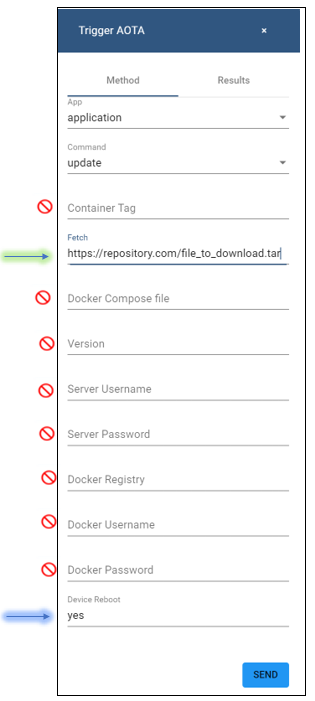 Trigger AOTA ×
Method Results
App
application
Command
update
Container Tag
Fetch
https://repository.com/file_to_download.tar
Docker Compose file
Version
Server Username
Server Password
Docker Registry
Docker Username
Docker Password
Device Reboot
yes
SEND